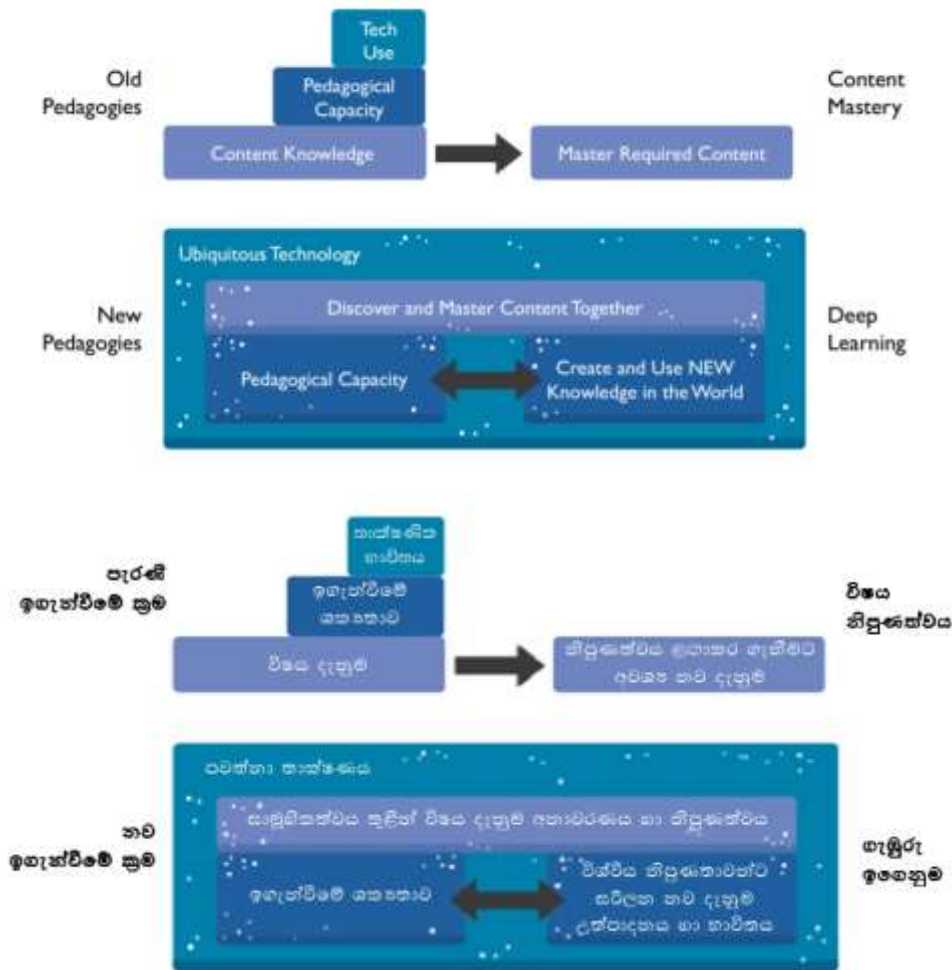 Tech
Use
Old
Pedagogies
Pedagogical
Capacity
Content
Mastery
Content Knowledge
Master Required Content
Ubiquitous Technology
Discover and Master Content Together
New
Pedagogies
Deep
Learning
Pedagogical Capacity
Create and Use NEW
Knowledge in the World
තාක්ෂණික
භාවිතය
පැරණි
ඉගැන්වීමේ ක්‍රම
ඉගැන්වීමේ
ශක්‍යතාව
විෂය
නිපුණත්වය
විෂය දැනුම
නිපුණත්වය ළඟාකර ගැනීමට
අවශ්‍ය නව දැනුම
පවත්නා තාක්ෂණය
සාමූහිකත්වය තුළින් විෂය දැනුම අනාවරණය හා නිපුණත්වය
නව
ඉගැන්වීමේ ක්‍රම
ගැඹුරු
ඉගෙනුම
ඉගැන්වීමේ ශක්‍යතාව
විශ්වීය නිපුණතාවන්ට
සරිලන නව දැනුම
උත්පාදනය හා භාවිතය